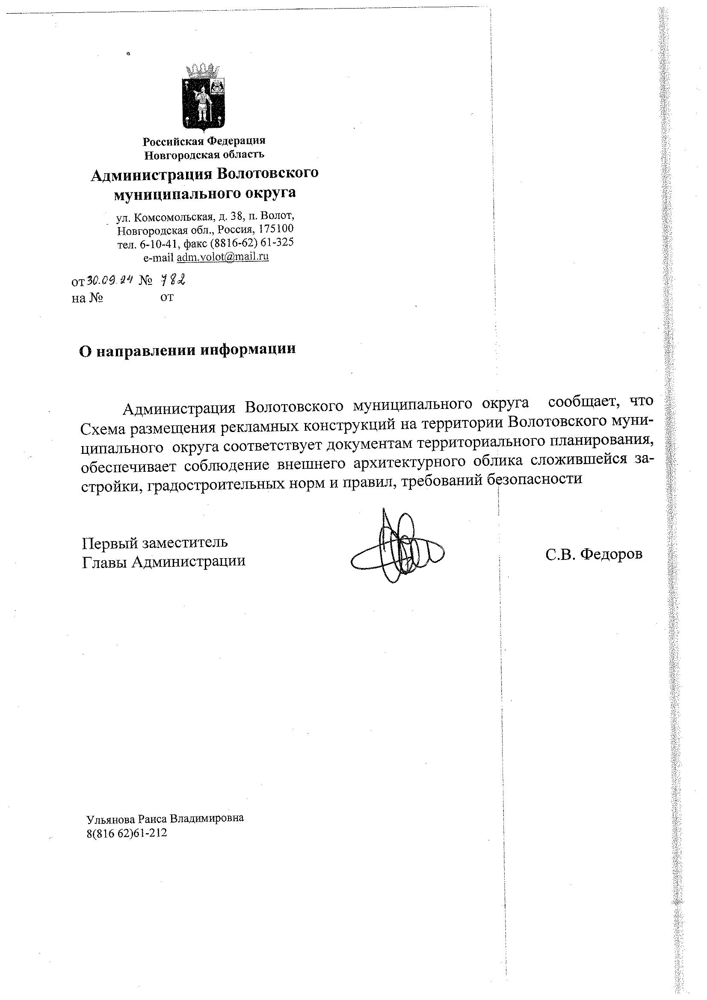 Российская Федерация
Новгородская область
Администрация Волотовского
муниципального округа
ул. Комсомольская, д. 38, п. Волот,
Новгородская обл., Россия, 175100
тел. 6-10-41, факс (8816-62) 61-325
e-mail adm.volot@mail.ru
от 30.09.24 № 782
на № от
О направлении информации
Администрация Волотовского муниципального округа сообщает, что
Схема размещения рекламных конструкций на территории Волотовского муни-
ципального округа соответствует документам территориального планирования,
обеспечивает соблюдение внешнего архитектурного облика сложившейся за-
стройки, градостроительных норм и правил, требований безопасности
Первый заместитель
Главы Администрации
С.В. Федоров
Ульянова Раиса Владимировна
8(816 62)61-212